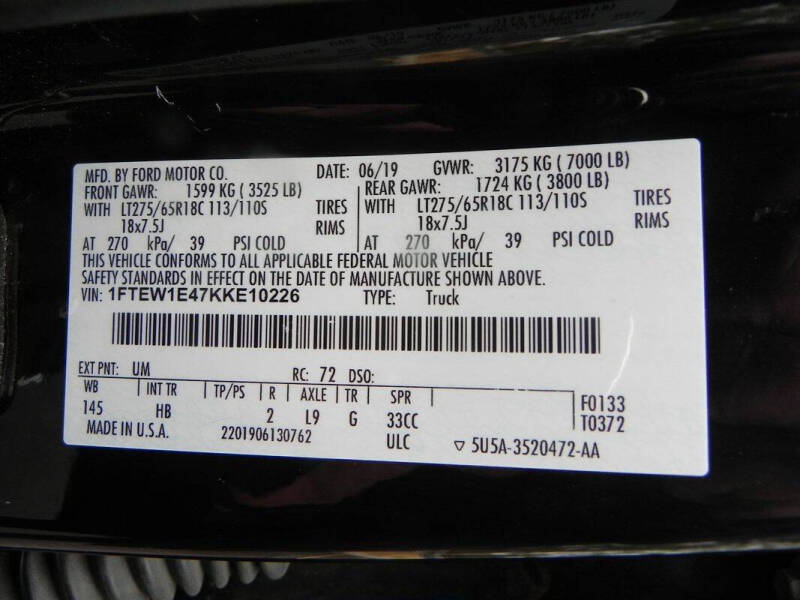 MFD. BY FORD MOTOR CO. DATE: 06/19 GVWR: 3175 KG ( 7000 LB)
FRONT GAWR: 1599 KG ( 3525 LB) REAR GAWR: 1724 KG ( 3800 LB)
WITH LT275/65R18C 113/110S TIRES WITH LT275/65R18C 113/110S TIRES
18x7.5J RIMS 18x7.5J RIMS
AT 270 kPa/ 39 PSI COLD AT 270 kPa/ 39 PSI COLD
THIS VEHICLE CONFORMS TO ALL APPLICABLE FEDERAL MOTOR VEHICLE
SAFETY STANDARDS IN EFFECT ON THE DATE OF MANUFACTURE SHOWN ABOVE.
VIN: 1FTEW1E47KKE10226 TYPE: Truck
EXT PNT: UM RC: 72 DSO:
WB INT TR TP/PS R AXLE TR SPR F0133
145 HB 2 L9 G 33CC T0372
MADE IN U.S.A. 2201906130762 ULC ▽ 5U5A-3520472-AA